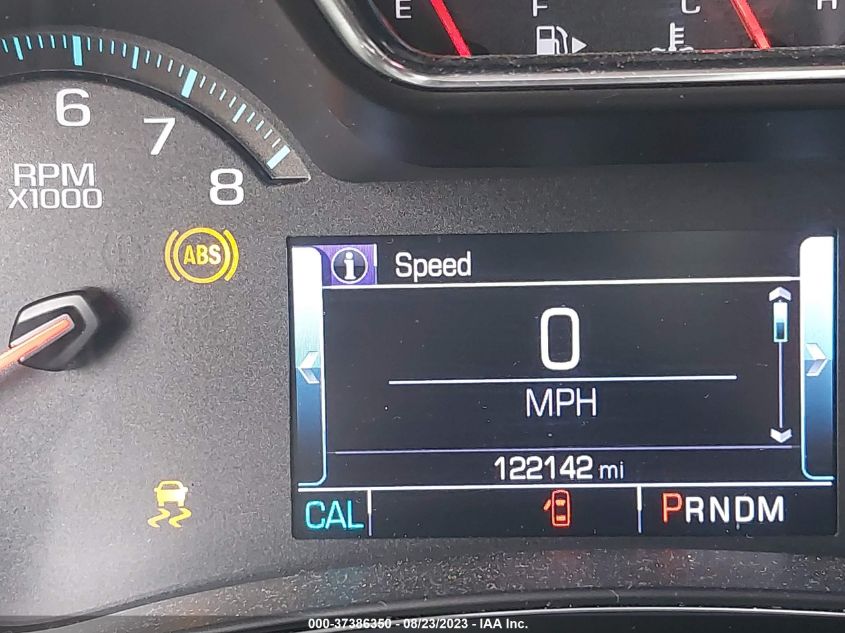 E F C H
6
7
8
RPM
X1000
ABS
i Speed
0
MPH
122142 mi
CAL PRNDM
000-37386350 - 08/23/2023 - IAA Inc.